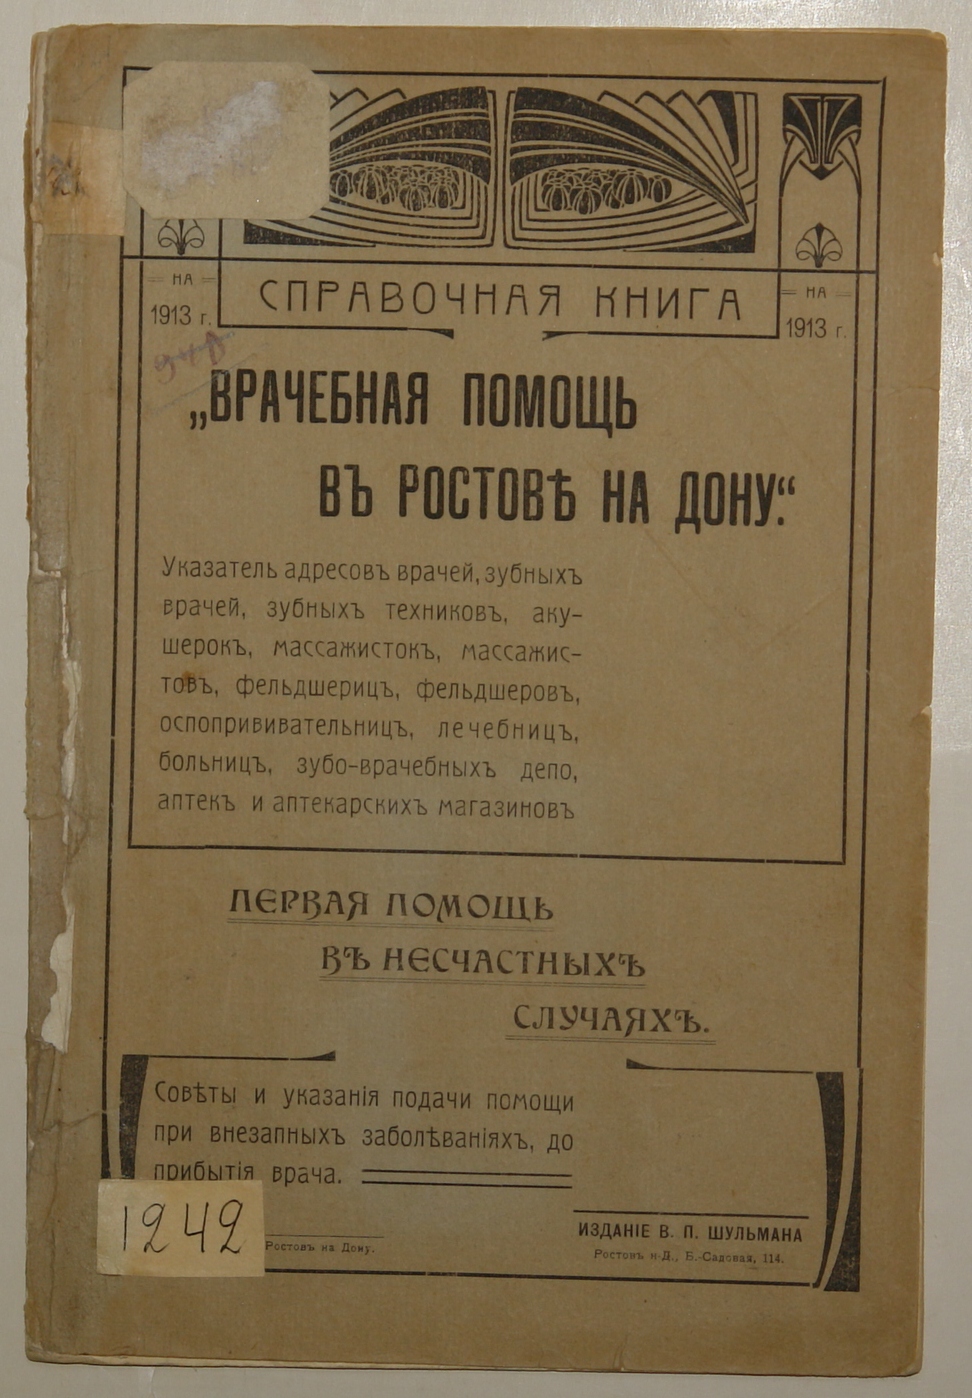 НА
1913 г.
СПРАВОЧНАЯ КНИГА
НА
1913 г.
„ВРАЧЕБНАЯ ПОМОЩЬ
ВЪ РОСТОВѢ НА ДОНУ.“
Указатель адресовъ врачей, зубныхъ
врачей, зубныхъ техниковъ, аку-
шерокъ, массажистокъ, массажис-
товъ, фельдшерицъ, фельдшеровъ,
оспопрививательницъ, лечебницъ,
больницъ, зубо-врачебныхъ депо,
аптекъ и аптекарскихъ магазиновъ
ПЕРВАЯ ПОМОЩЬ
ВЪ НЕСЧАСТНЫХЪ
СЛУЧАЯХЪ.
Совѣты и указанія подачи помощи
при внезапныхъ заболѣваніяхъ, до
прибытія врача.
1242
Ростовъ на Дону.
ИЗДАНІЕ В. П. ШУЛЬМАНА
Ростовъ н-Д., Б.-Садовая, 114.